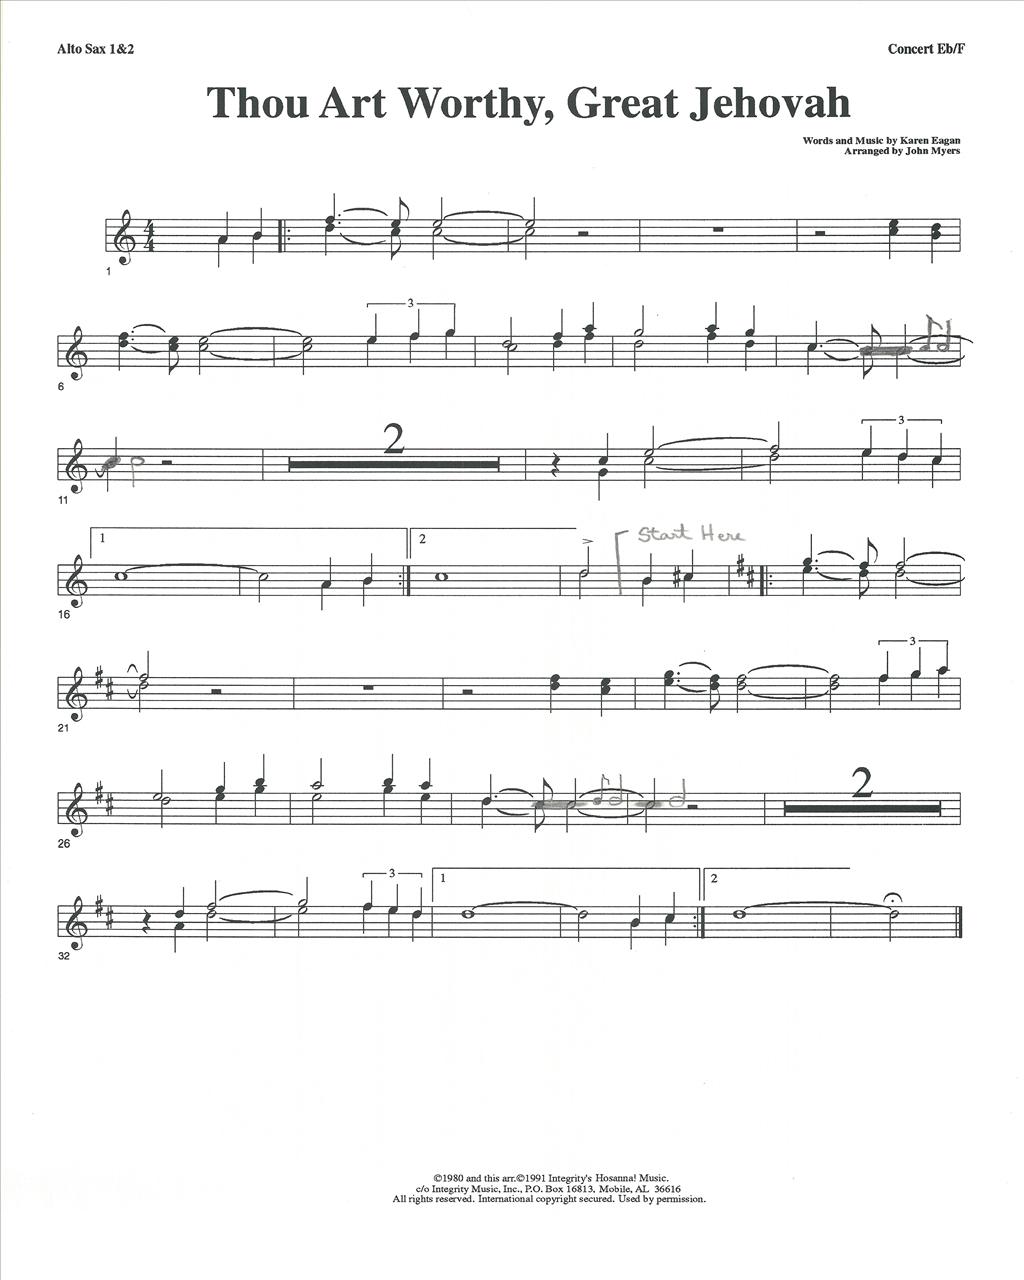 Alto Sax 1&2
Concert Eb/F
Thou Art Worthy, Great Jehovah
Words and Music by Karen Eagan
Arranged by John Myers
1
3
6
2
3
11
1
2
Start Here
16
3
21
2
26
3
1
2
32
©1980 and this arr.©1991 Integrity's Hosanna! Music.
c/o Integrity Music, Inc., P.O. Box 16813, Mobile, AL 36616
All rights reserved. International copyright secured. Used by permission.